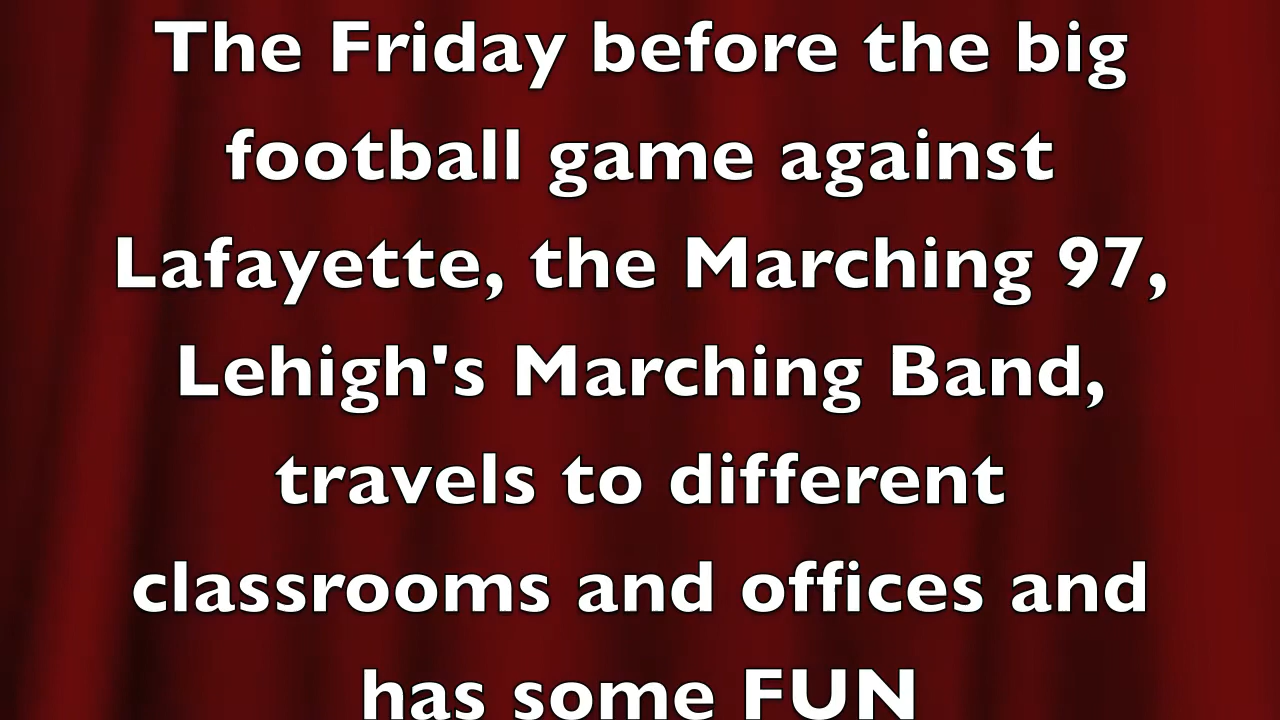 The Friday before the big
football game against
Lafayette, the Marching 97,
Lehigh's Marching Band,
travels to different
classrooms and offices and
has some FUN